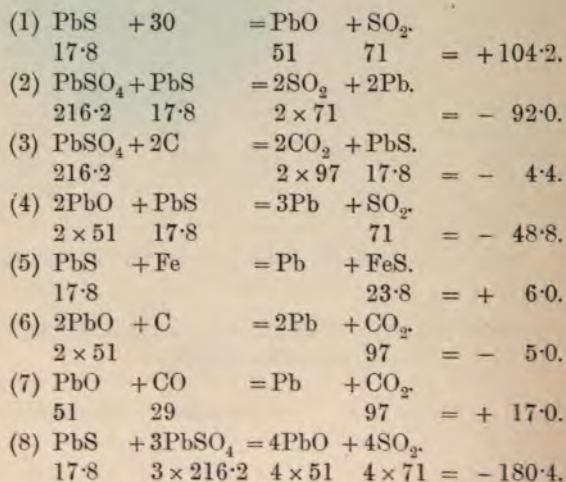 (1) PbS + 3O = PbO + SO₂.
17·8 51 71 = + 104·2.
(2) PbSO₄ + PbS = 2SO₂ + 2Pb.
216·2 17·8 2 × 71 = - 92·0.
(3) PbSO₄ + 2C = 2CO₂ + PbS.
216·2 2 × 97 17·8 = - 4·4.
(4) 2PbO + PbS = 3Pb + SO₂.
2 × 51 17·8 71 = - 48·8.
(5) PbS + Fe = Pb + FeS.
17·8 23·8 = + 6·0.
(6) 2PbO + C = 2Pb + CO₂.
2 × 51 97 = - 5·0.
(7) PbO + CO = Pb + CO₂.
51 29 97 = + 17·0.
(8) PbS + 3PbSO₄ = 4PbO + 4SO₂.
17·8 3 × 216·2 4 × 51 4 × 71 = - 180·4.